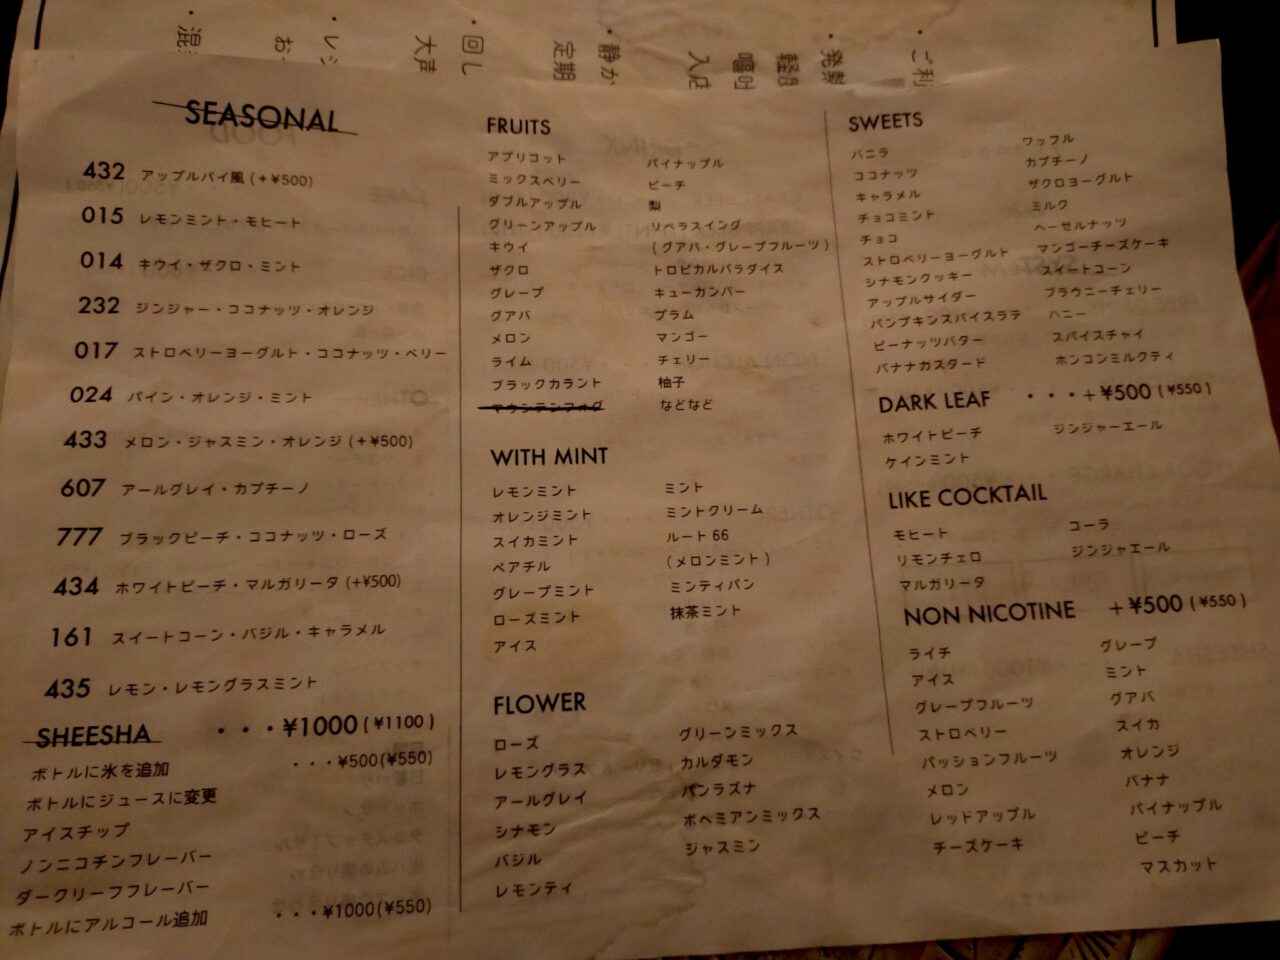 SEASONAL
432 アップルパイ風 (+¥500)
015 レモンミント・モヒート
014 キウイ・ザクロ・ミント
232 ジンジャー・ココナッツ・オレンジ
017 ストロベリーヨーグルト・ココナッツ・ベリー
024 パイン・オレンジ・ミント
433 メロン・ジャスミン・オレンジ (+¥500)
607 アールグレイ・カプチーノ
777 ブラックピーチ・ココナッツ・ローズ
434 ホワイトピーチ・マルガリータ (+¥500)
161 スイートコーン・バジル・キャラメル
435 レモン・レモングラスミント
SHEESHA ・・・¥1000 (¥1100)
ボトルに氷を追加 ・・・¥500(¥550)
ボトルにジュースに変更
アイスチップ
ノンニコチンフレーバー
ダークリーフフレーバー
ボトルにアルコール追加 ・・・¥1000(¥550)
FRUITS
アプリコット
ミックスベリー
ダブルアップル
グリーンアップル
キウイ
ザクロ
グレープ
グアバ
メロン
ライム
ブラックカラント
マウンテンフォグ
パイナップル
ピーチ
梨
リベラスイング
(グアバ・グレープフルーツ)
トロピカルパラダイス
キューカンバー
プラム
マンゴー
チェリー
柚子
などなど
WITH MINT
レモンミント
オレンジミント
スイカミント
ペアチル
グレープミント
ローズミント
アイス
ミント
ミントクリーム
ルート66
(メロンミント)
ミンティパン
抹茶ミント
FLOWER
ローズ
レモングラス
アールグレイ
シナモン
バジル
レモンティ
グリーンミックス
カルダモン
パンラズナ
ボヘミアンミックス
ジャスミン
SWEETS
バニラ
ココナッツ
キャラメル
チョコミント
チョコ
ストロベリーヨーグルト
シナモンクッキー
アップルサイダー
パンプキンスパイスラテ
ピーナッツバター
バナナカスタード
ワッフル
カプチーノ
ザクロヨーグルト
ミルク
ヘーゼルナッツ
マンゴーチーズケーキ
スイートコーン
ブラウニーチェリー
ハニー
スパイスチャイ
ホンコンミルクティ
DARK LEAF ・・・+¥500 (¥550)
ホワイトピーチ
ケインミント
ジンジャーエール
LIKE COCKTAIL
モヒート
リモンチェロ
マルガリータ
コーラ
ジンジャエール
NON NICOTINE +¥500 (¥550)
ライチ
アイス
グレープフルーツ
ストロベリー
パッションフルーツ
メロン
レッドアップル
チーズケーキ
グレープ
ミント
グアバ
スイカ
オレンジ
バナナ
パイナップル
ピーチ
マスカット